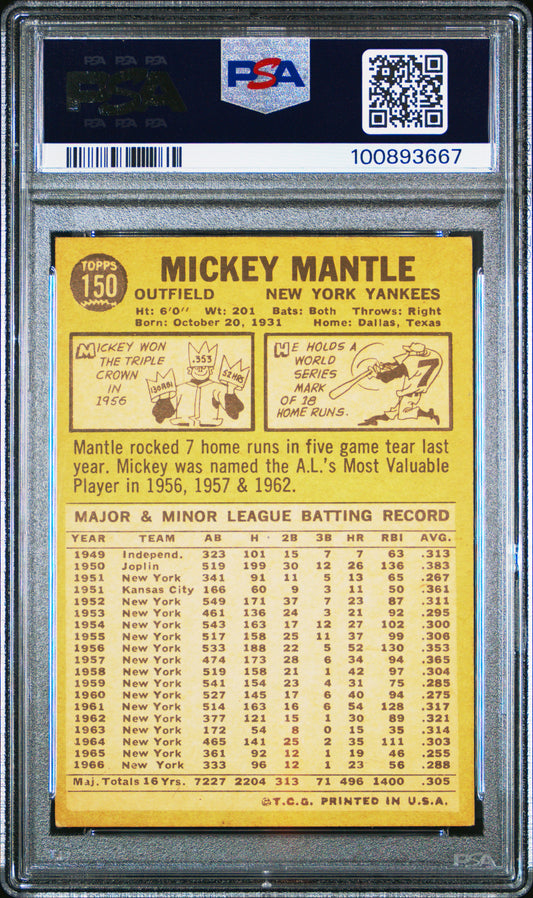 PSA PSA PSA
PSA
PSA PSA PSA
PSA
100893667
TOPPS
150
MICKEY MANTLE
OUTFIELD NEW YORK YANKEES
Ht: 6'0" Wt: 201 Bats: Both Throws: Right
Born: October 20, 1931 Home: Dallas, Texas
MICKEY WON
THE TRIPLE
CROWN
IN
1956
130 RBI
.353
52 HRS
HE HOLDS A
WORLD
SERIES
MARK
OF 18
HOME RUNS.
7
Mantle rocked 7 home runs in five game tear last
year. Mickey was named the A.L.'s Most Valuable
Player in 1956, 1957 & 1962.
MAJOR & MINOR LEAGUE BATTING RECORD
YEAR TEAM AB H 2B 3B HR RBI AVG.
1949 Independ. 323 101 15 7 7 63 .313
1950 Joplin 519 199 30 12 26 136 .383
1951 New York 341 91 11 5 13 65 .267
1951 Kansas City 166 60 9 3 11 50 .361
1952 New York 549 171 37 7 23 87 .311
1953 New York 461 136 24 3 21 92 .295
1954 New York 543 163 17 12 27 102 .300
1955 New York 517 158 25 11 37 99 .306
1956 New York 533 188 22 5 52 130 .353
1957 New York 474 173 28 6 34 94 .365
1958 New York 519 158 21 1 42 97 .304
1959 New York 541 154 23 4 31 75 .285
1960 New York 527 145 17 6 40 94 .275
1961 New York 514 163 16 6 54 128 .317
1962 New York 377 121 15 1 30 89 .321
1963 New York 172 54 8 0 15 35 .314
1964 New York 465 141 25 2 35 111 .303
1965 New York 361 92 12 1 19 46 .255
1966 New York 333 96 12 1 23 56 .288
Maj. Totals 16 Yrs. 7227 2204 313 71 496 1400 .305
©T.C.G. PRINTED IN U.S.A.
PSA